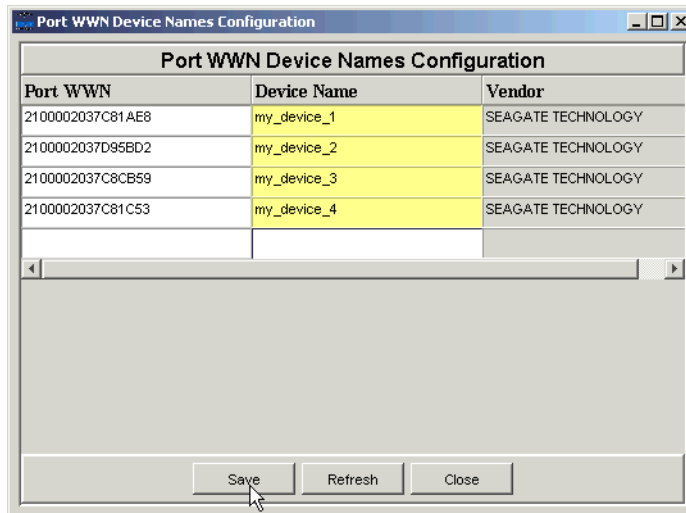 Port WWN Device Names Configuration
Port WWN Device Names Configuration
Port WWN Device Name Vendor
2100002037C81AE8 my_device_1 SEAGATE TECHNOLOGY
2100002037D95BD2 my_device_2 SEAGATE TECHNOLOGY
2100002037C8CB59 my_device_3 SEAGATE TECHNOLOGY
2100002037C81C53 my_device_4 SEAGATE TECHNOLOGY
Save Refresh Close